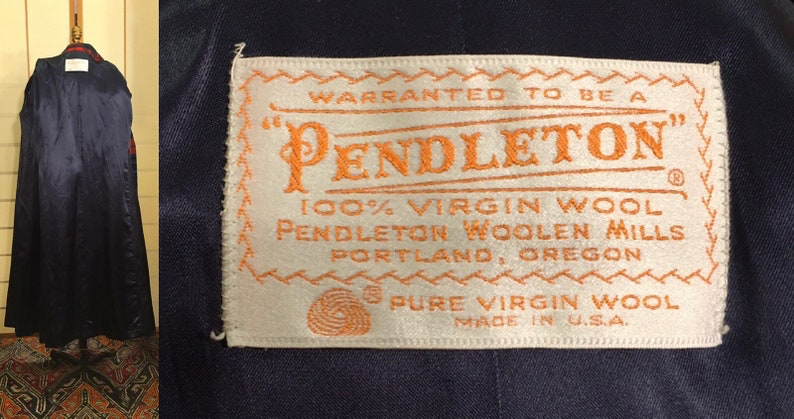 WARRANTED TO BE A
"PENDLETON"®
100% VIRGIN WOOL
PENDLETON WOOLEN MILLS
PORTLAND, OREGON
® PURE VIRGIN WOOL
MADE IN U.S.A.